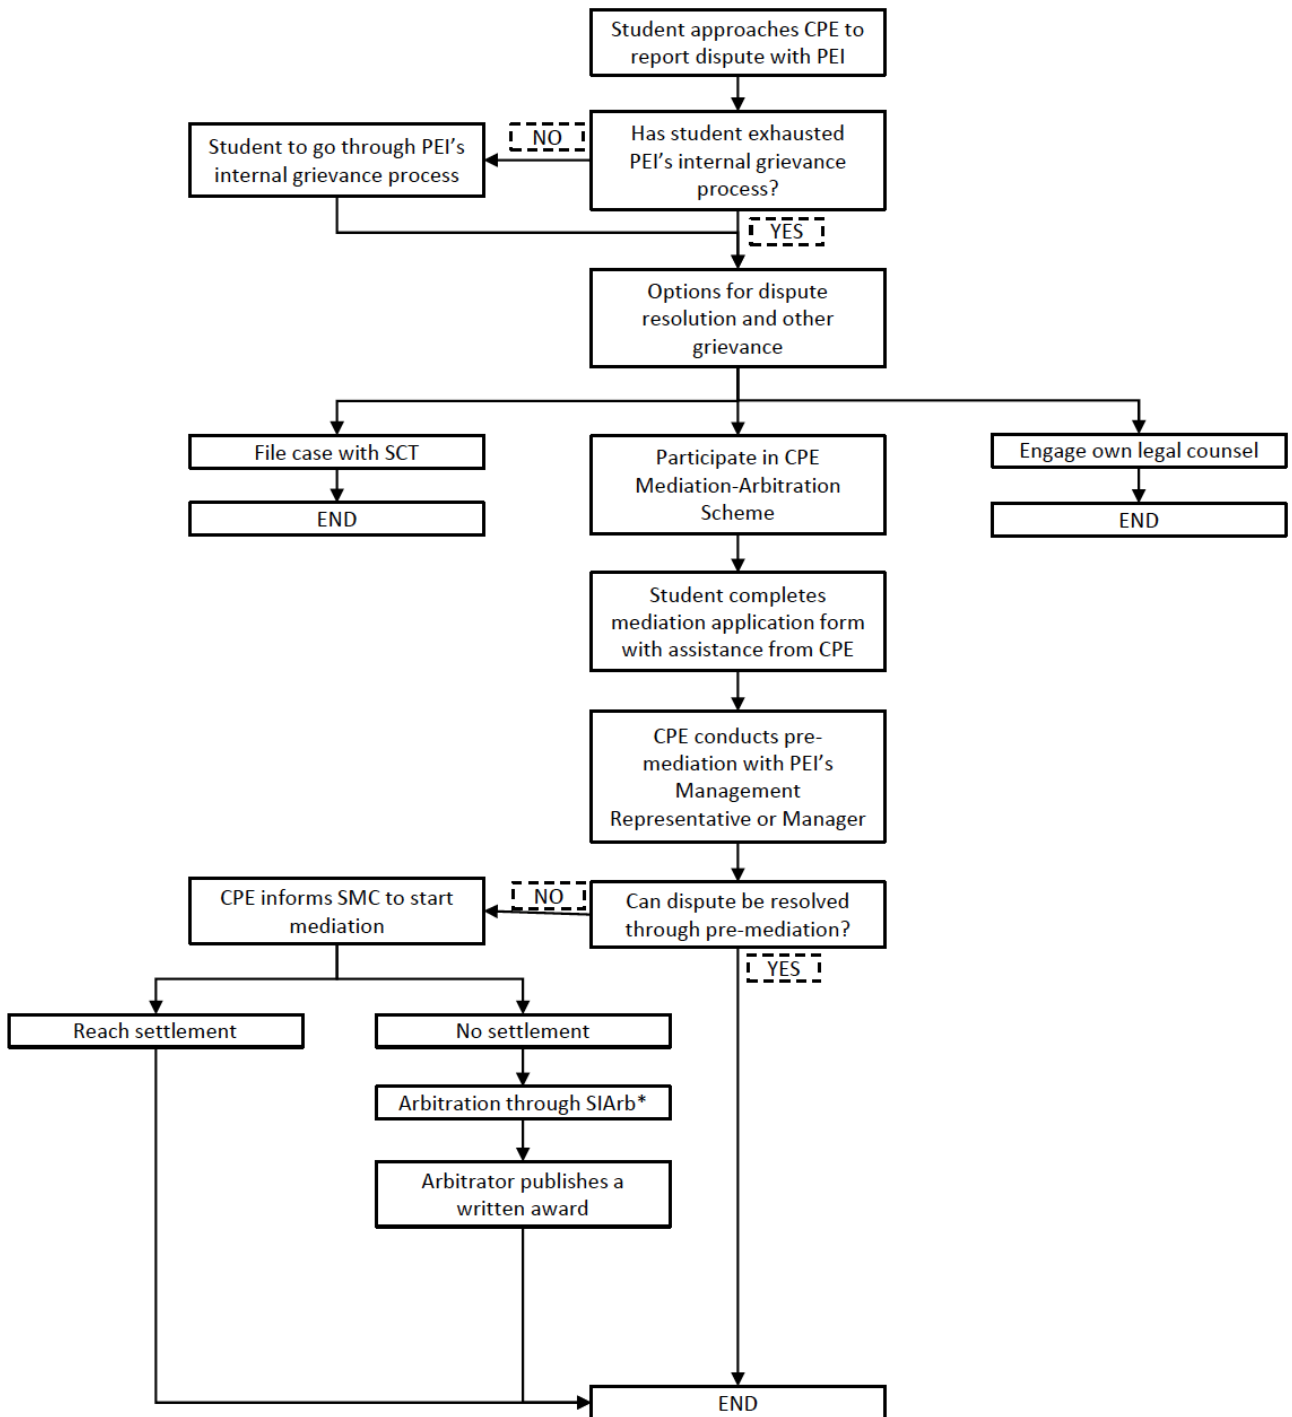 Student approaches CPE to
report dispute with PEI
NO
Has student exhausted
PEI's internal grievance
process?
Student to go through PEI's
internal grievance process
YES
Options for dispute
resolution and other
grievance
File case with SCT
END
Participate in CPE
Mediation-Arbitration
Scheme
Engage own legal counsel
END
Student completes
mediation application form
with assistance from CPE
CPE conducts pre-
mediation with PEI's
Management
Representative or Manager
CPE informs SMC to start
mediation
NO
Can dispute be resolved
through pre-mediation?
YES
Reach settlement
No settlement
Arbitration through SIArb*
Arbitrator publishes a
written award
END